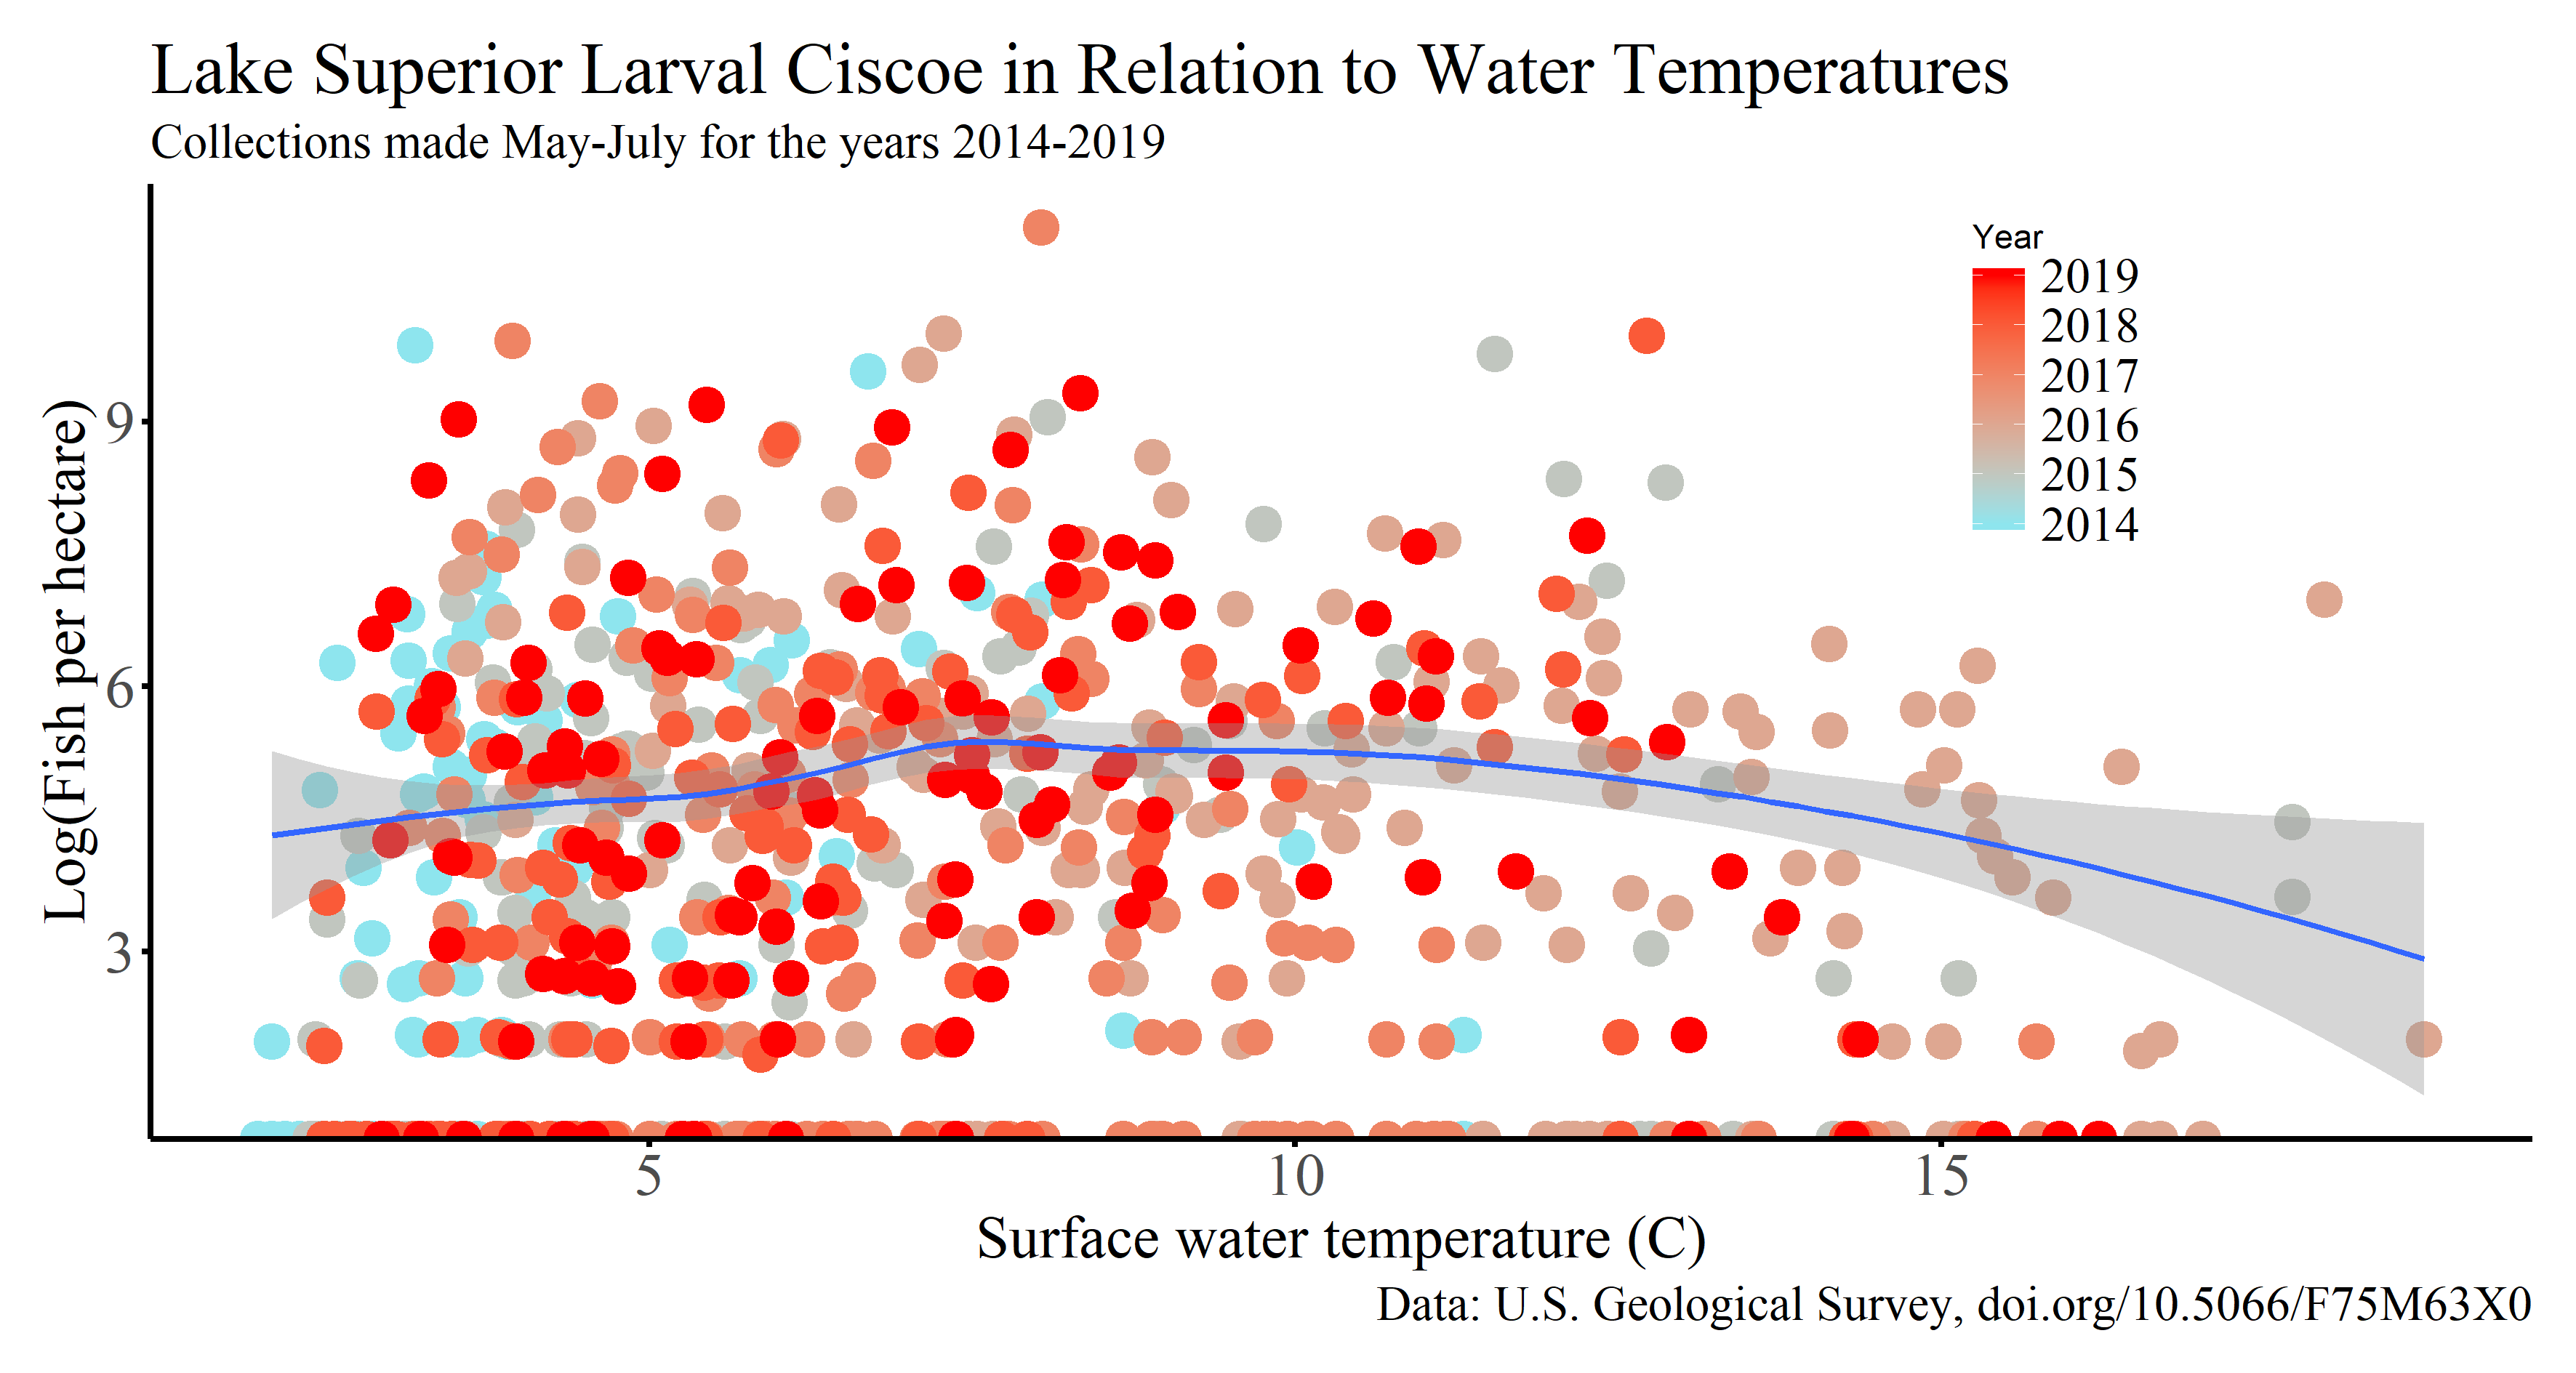 Lake Superior Larval Ciscoe in Relation to Water Temperatures
Collections made May-July for the years 2014-2019
Year
2019
2018
2017
2016
2015
2014
Log(Fish per hectare)
9
6
3
5
10
15
Surface water temperature (C)
Data: U.S. Geological Survey, doi.org/10.5066/F75M63X0